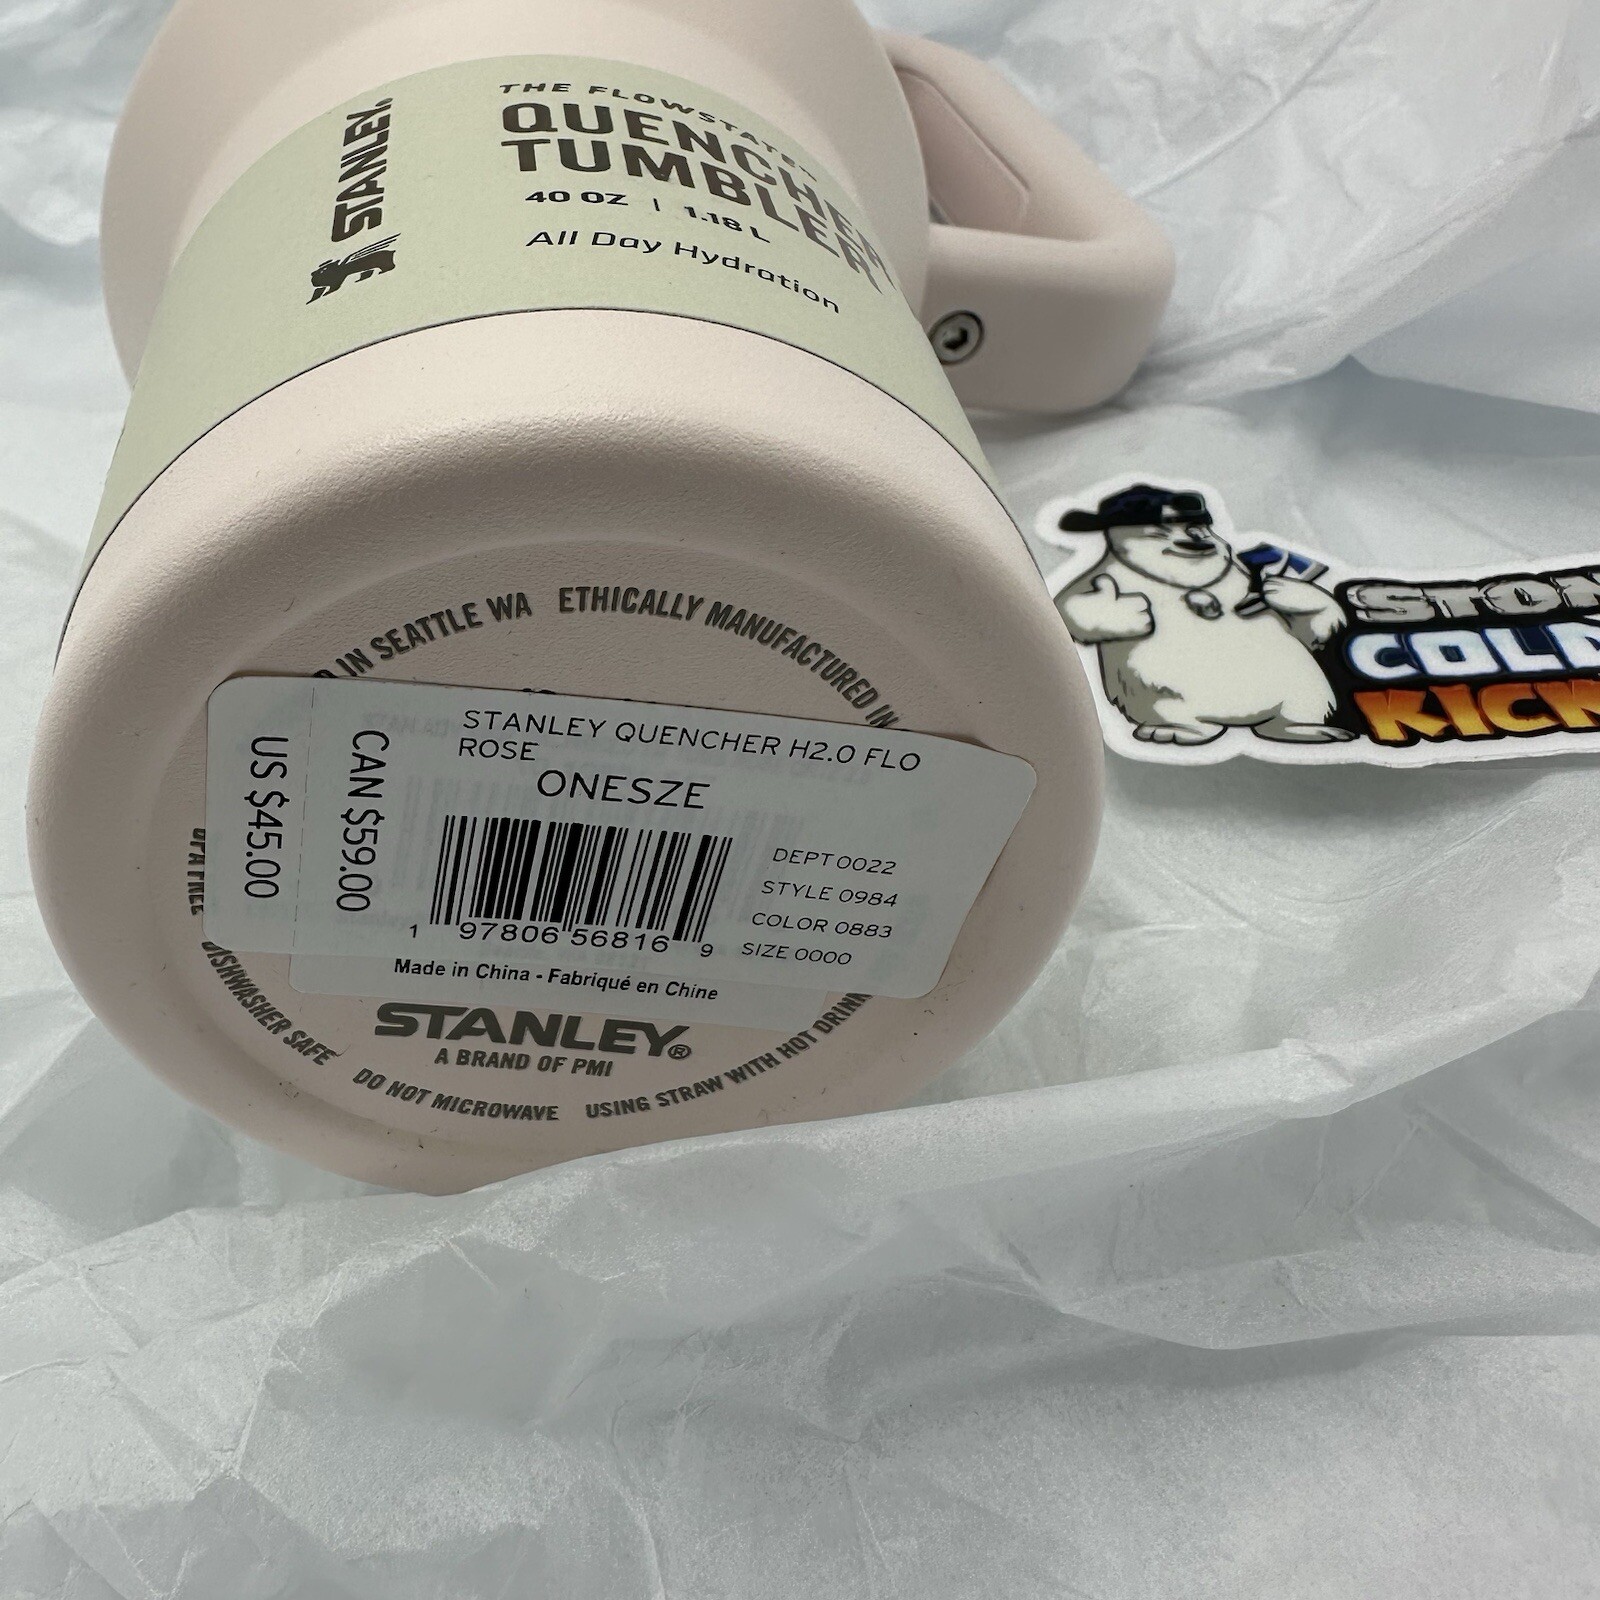 STANLEY®
THE FLOWSTATE™
QUENCHER
TUMBLER
40 OZ | 1.18 L
All Day Hydration
IN SEATTLE WA
ETHICALLY MANUFACTURED IN
STANLEY QUENCHER H2.0 FLO
ROSE
ONESZE
US $45.00
CAN $59.00
DEPT 0022
STYLE 0984
COLOR 0883
SIZE 0000
1 97806 56816 9
Made in China - Fabriqué en Chine
BPA FREE
DISHWASHER SAFE
DO NOT MICROWAVE
USING STRAW WITH HOT DRINK
STANLEY®
A BRAND OF PMI
COLD